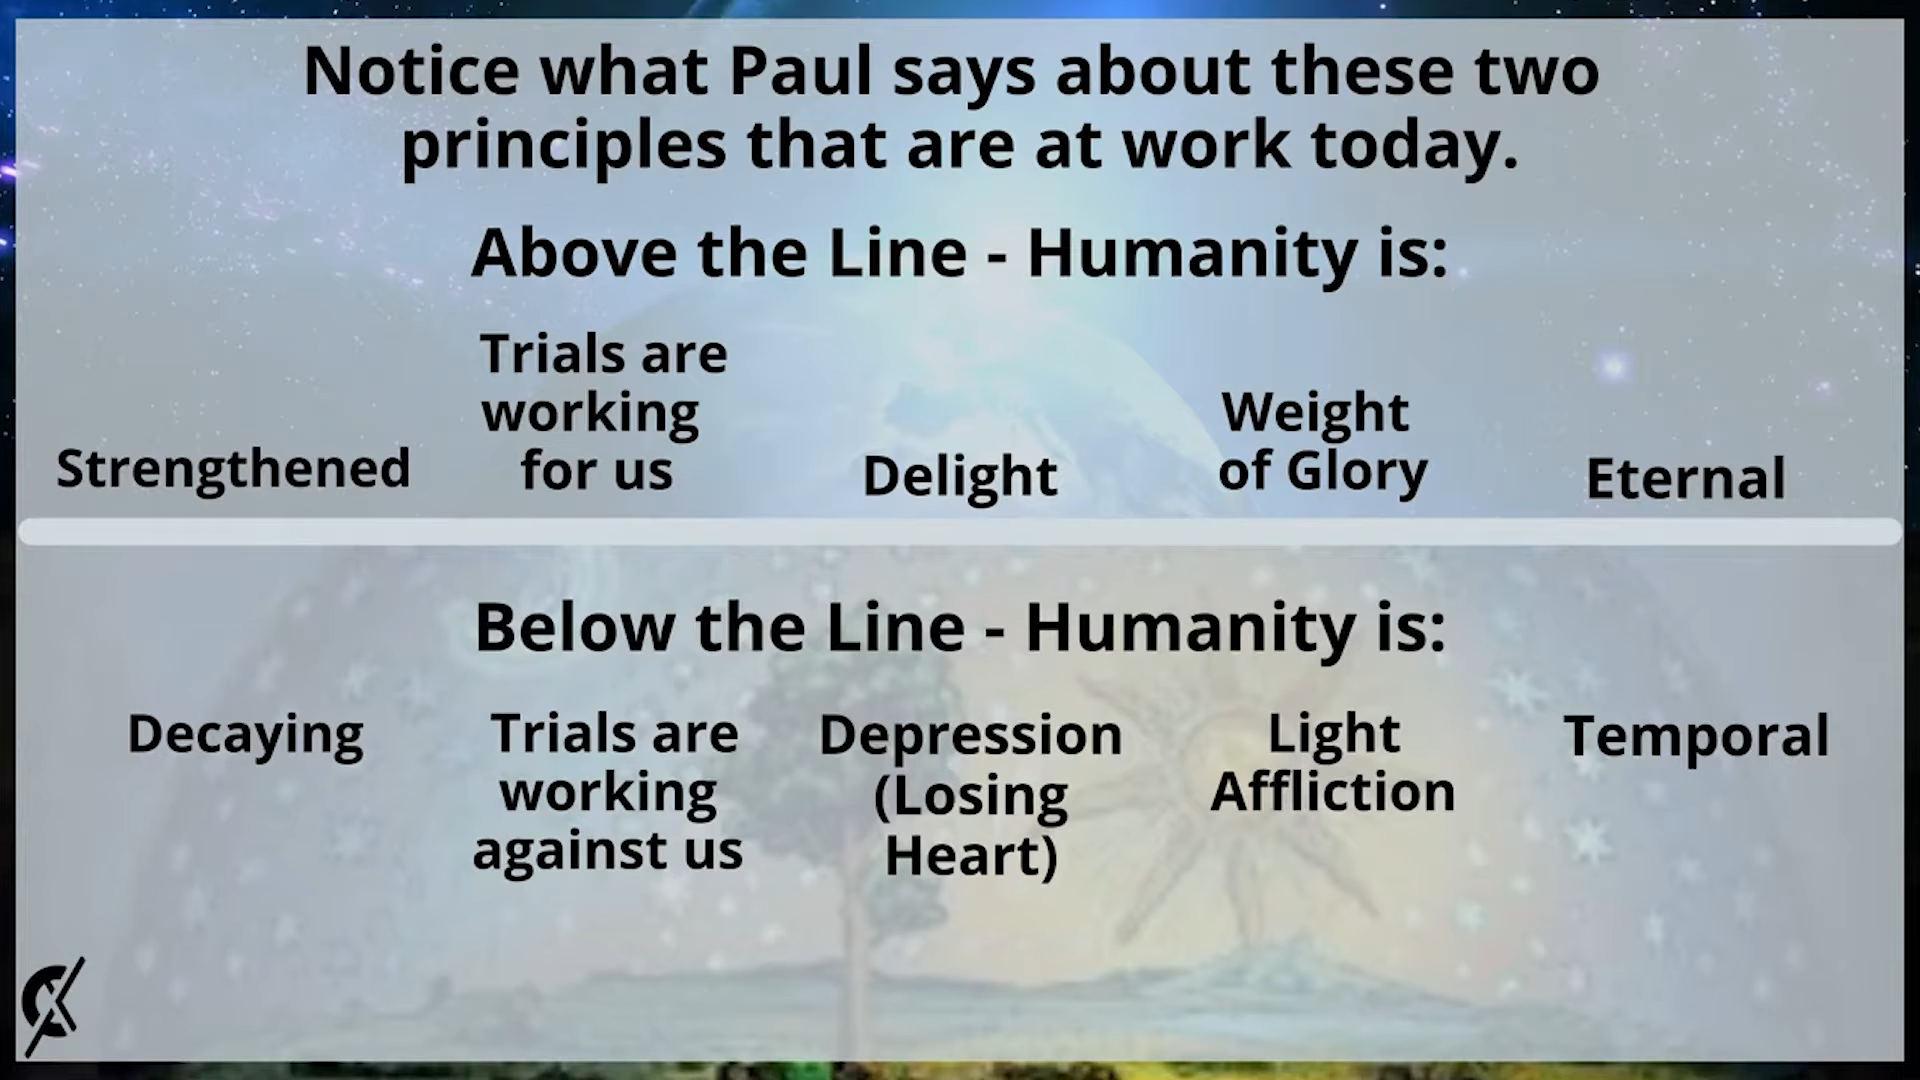 Notice what Paul says about these two
principles that are at work today.
Above the Line - Humanity is:
Strengthened
Trials are
working
for us
Delight
Weight
of Glory
Eternal
Below the Line - Humanity is:
Decaying
Trials are
working
against us
Depression
(Losing
Heart)
Light
Affliction
Temporal